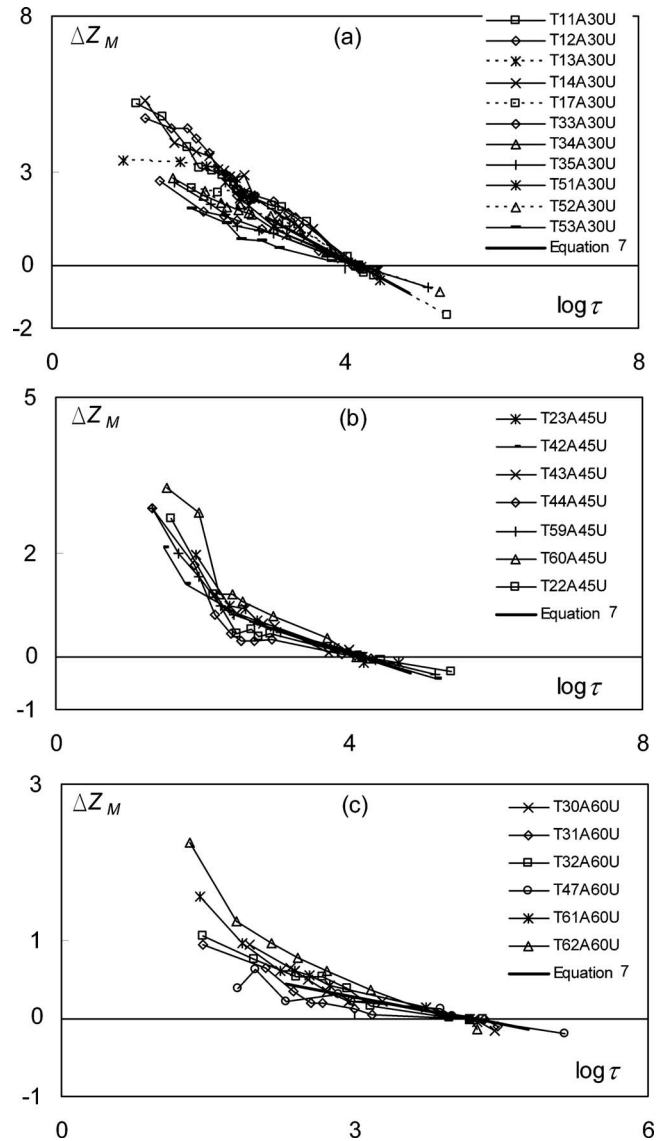 8
ΔZ_M
(a)
T11A30U
T12A30U
T13A30U
T14A30U
T17A30U
T33A30U
T34A30U
T35A30U
T51A30U
T52A30U
T53A30U
Equation 7
3
0
log τ
-2
0
4
8
5
ΔZ_M
(b)
T23A45U
T42A45U
T43A45U
T44A45U
T59A45U
T60A45U
T22A45U
Equation 7
2
0
log τ
-1
0
4
8
3
ΔZ_M
(c)
T30A60U
T31A60U
T32A60U
T47A60U
T61A60U
T62A60U
Equation 7
1
0
log τ
-1
0
3
6